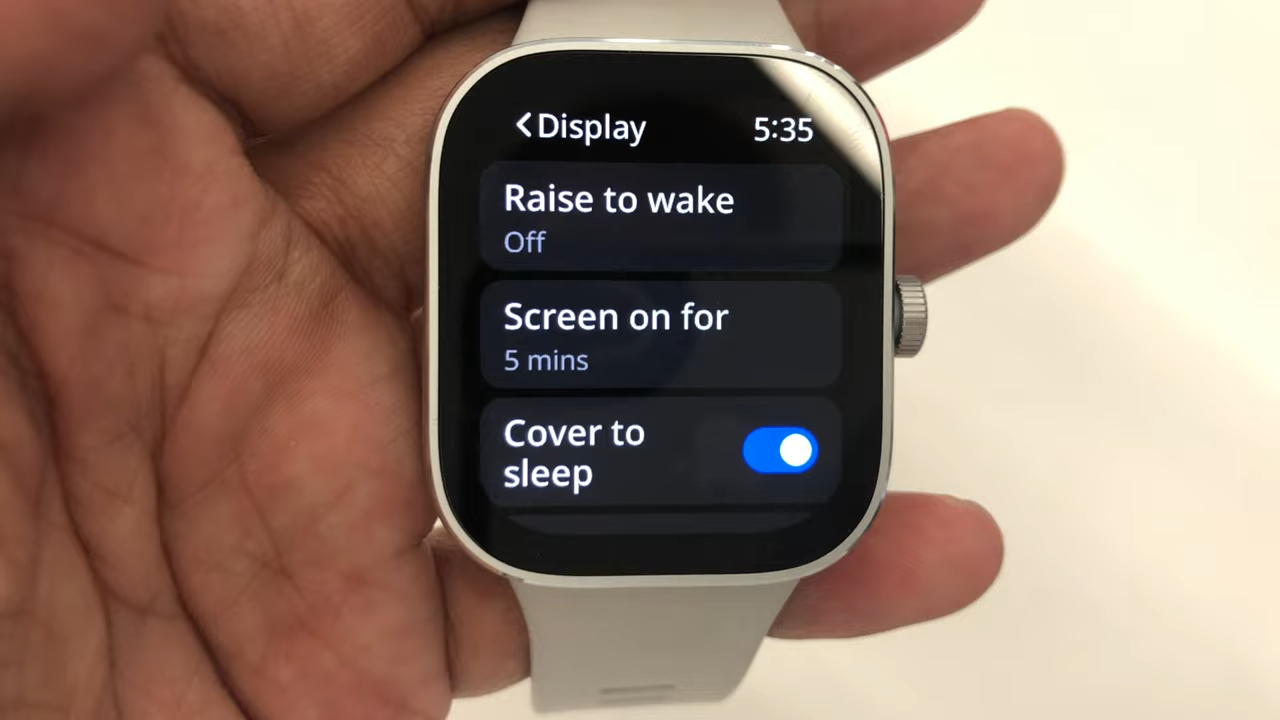 Display 5:35
Raise to wake
Off
Screen on for
5 mins
Cover to
sleep